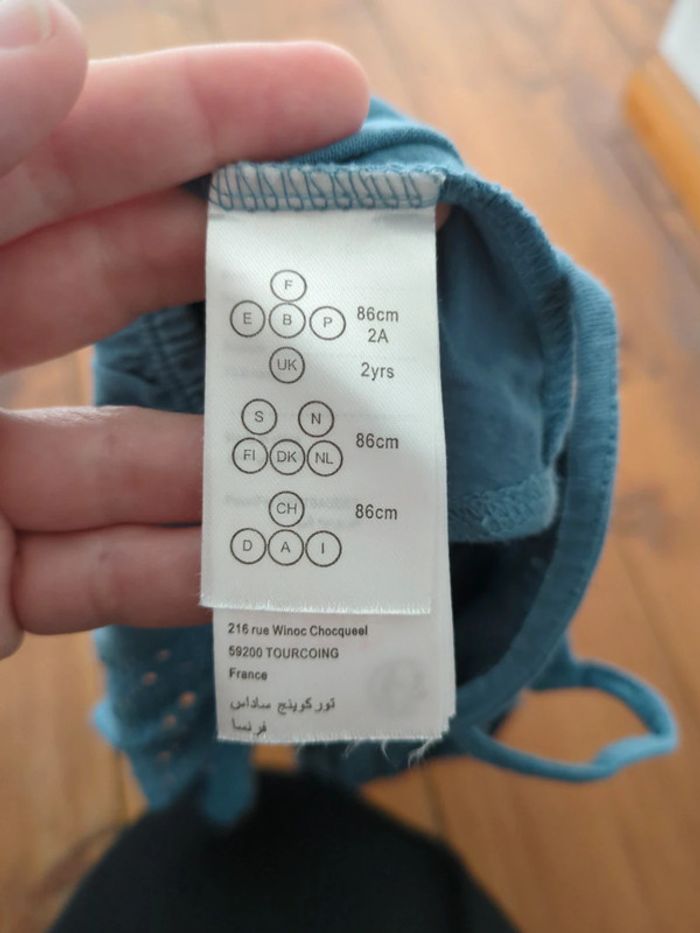 F
E B P 86cm
2A
UK 2yrs
S N
FI DK NL 86cm
CH 86cm
D A I
216 rue Winoc Chocqueel
59200 TOURCOING
France
توركوينج ساداس
فرنسا